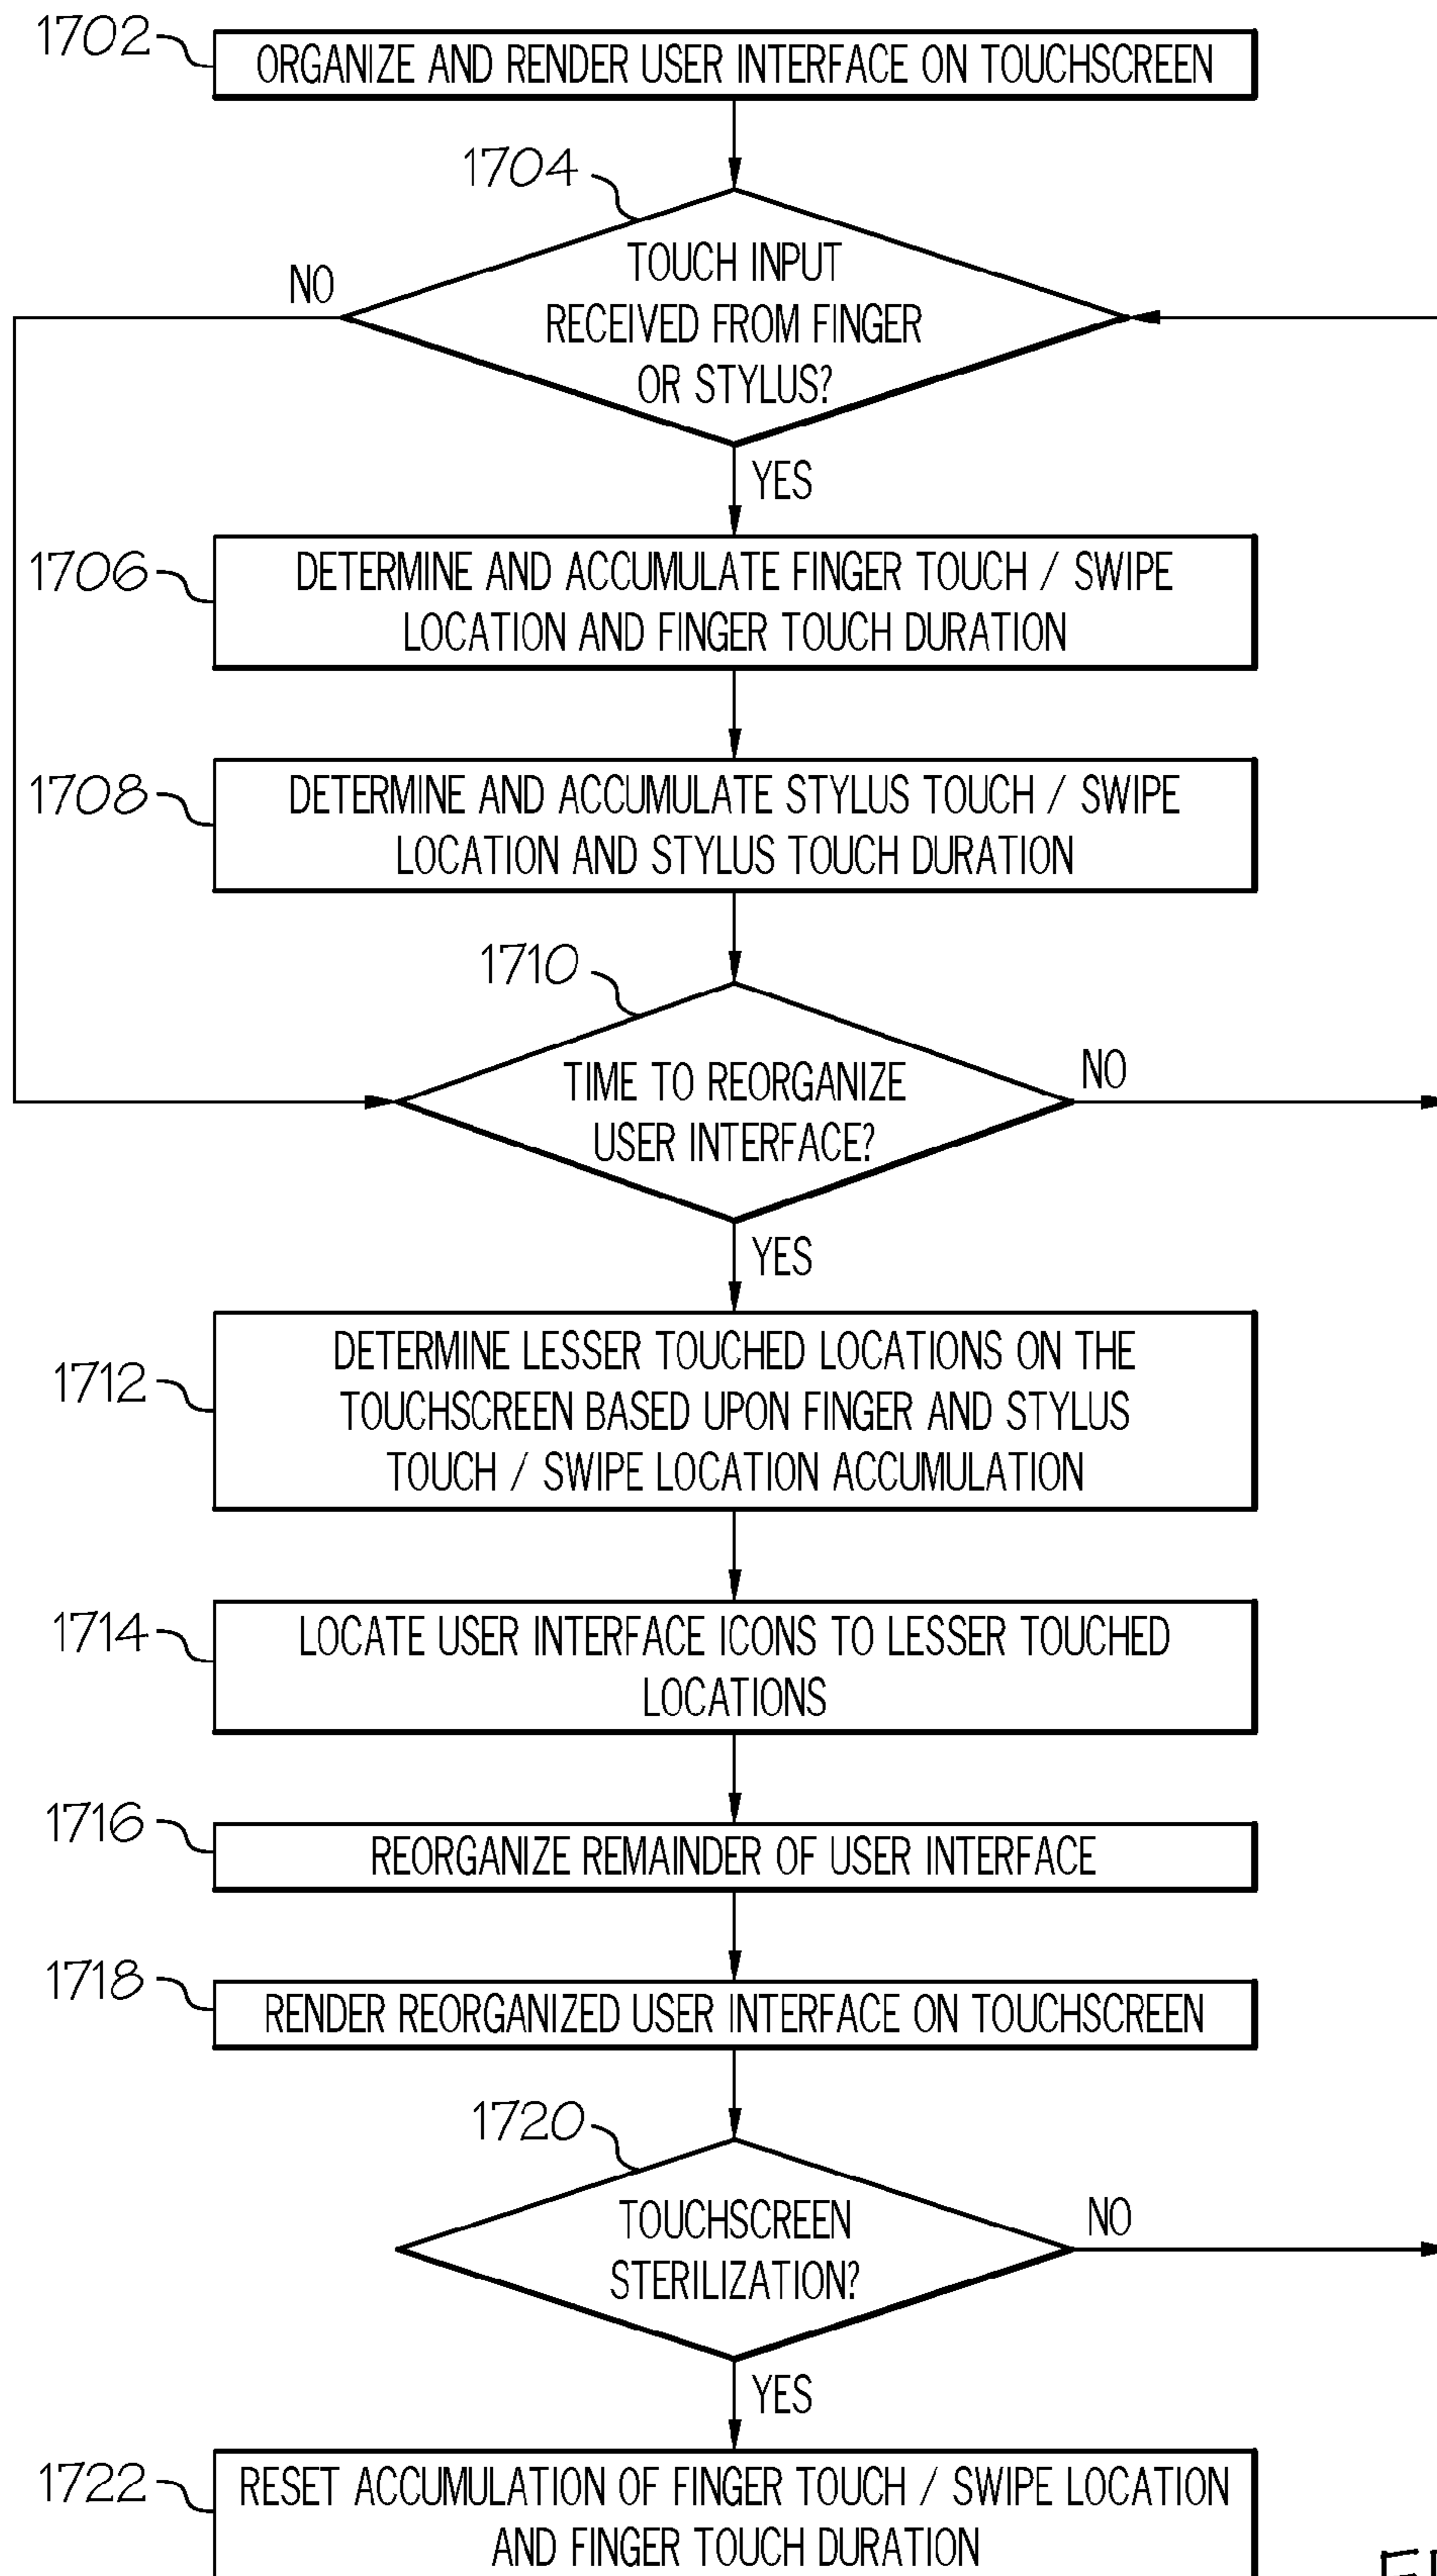 1702
ORGANIZE AND RENDER USER INTERFACE ON TOUCHSCREEN
1704
TOUCH INPUT
RECEIVED FROM FINGER
OR STYLUS?
NO
YES
1706
DETERMINE AND ACCUMULATE FINGER TOUCH / SWIPE
LOCATION AND FINGER TOUCH DURATION
1708
DETERMINE AND ACCUMULATE STYLUS TOUCH / SWIPE
LOCATION AND STYLUS TOUCH DURATION
1710
TIME TO REORGANIZE
USER INTERFACE?
NO
YES
1712
DETERMINE LESSER TOUCHED LOCATIONS ON THE
TOUCHSCREEN BASED UPON FINGER AND STYLUS
TOUCH / SWIPE LOCATION ACCUMULATION
1714
LOCATE USER INTERFACE ICONS TO LESSER TOUCHED
LOCATIONS
1716
REORGANIZE REMAINDER OF USER INTERFACE
1718
RENDER REORGANIZED USER INTERFACE ON TOUCHSCREEN
1720
TOUCHSCREEN
STERILIZATION?
NO
YES
1722
RESET ACCUMULATION OF FINGER TOUCH / SWIPE LOCATION
AND FINGER TOUCH DURATION